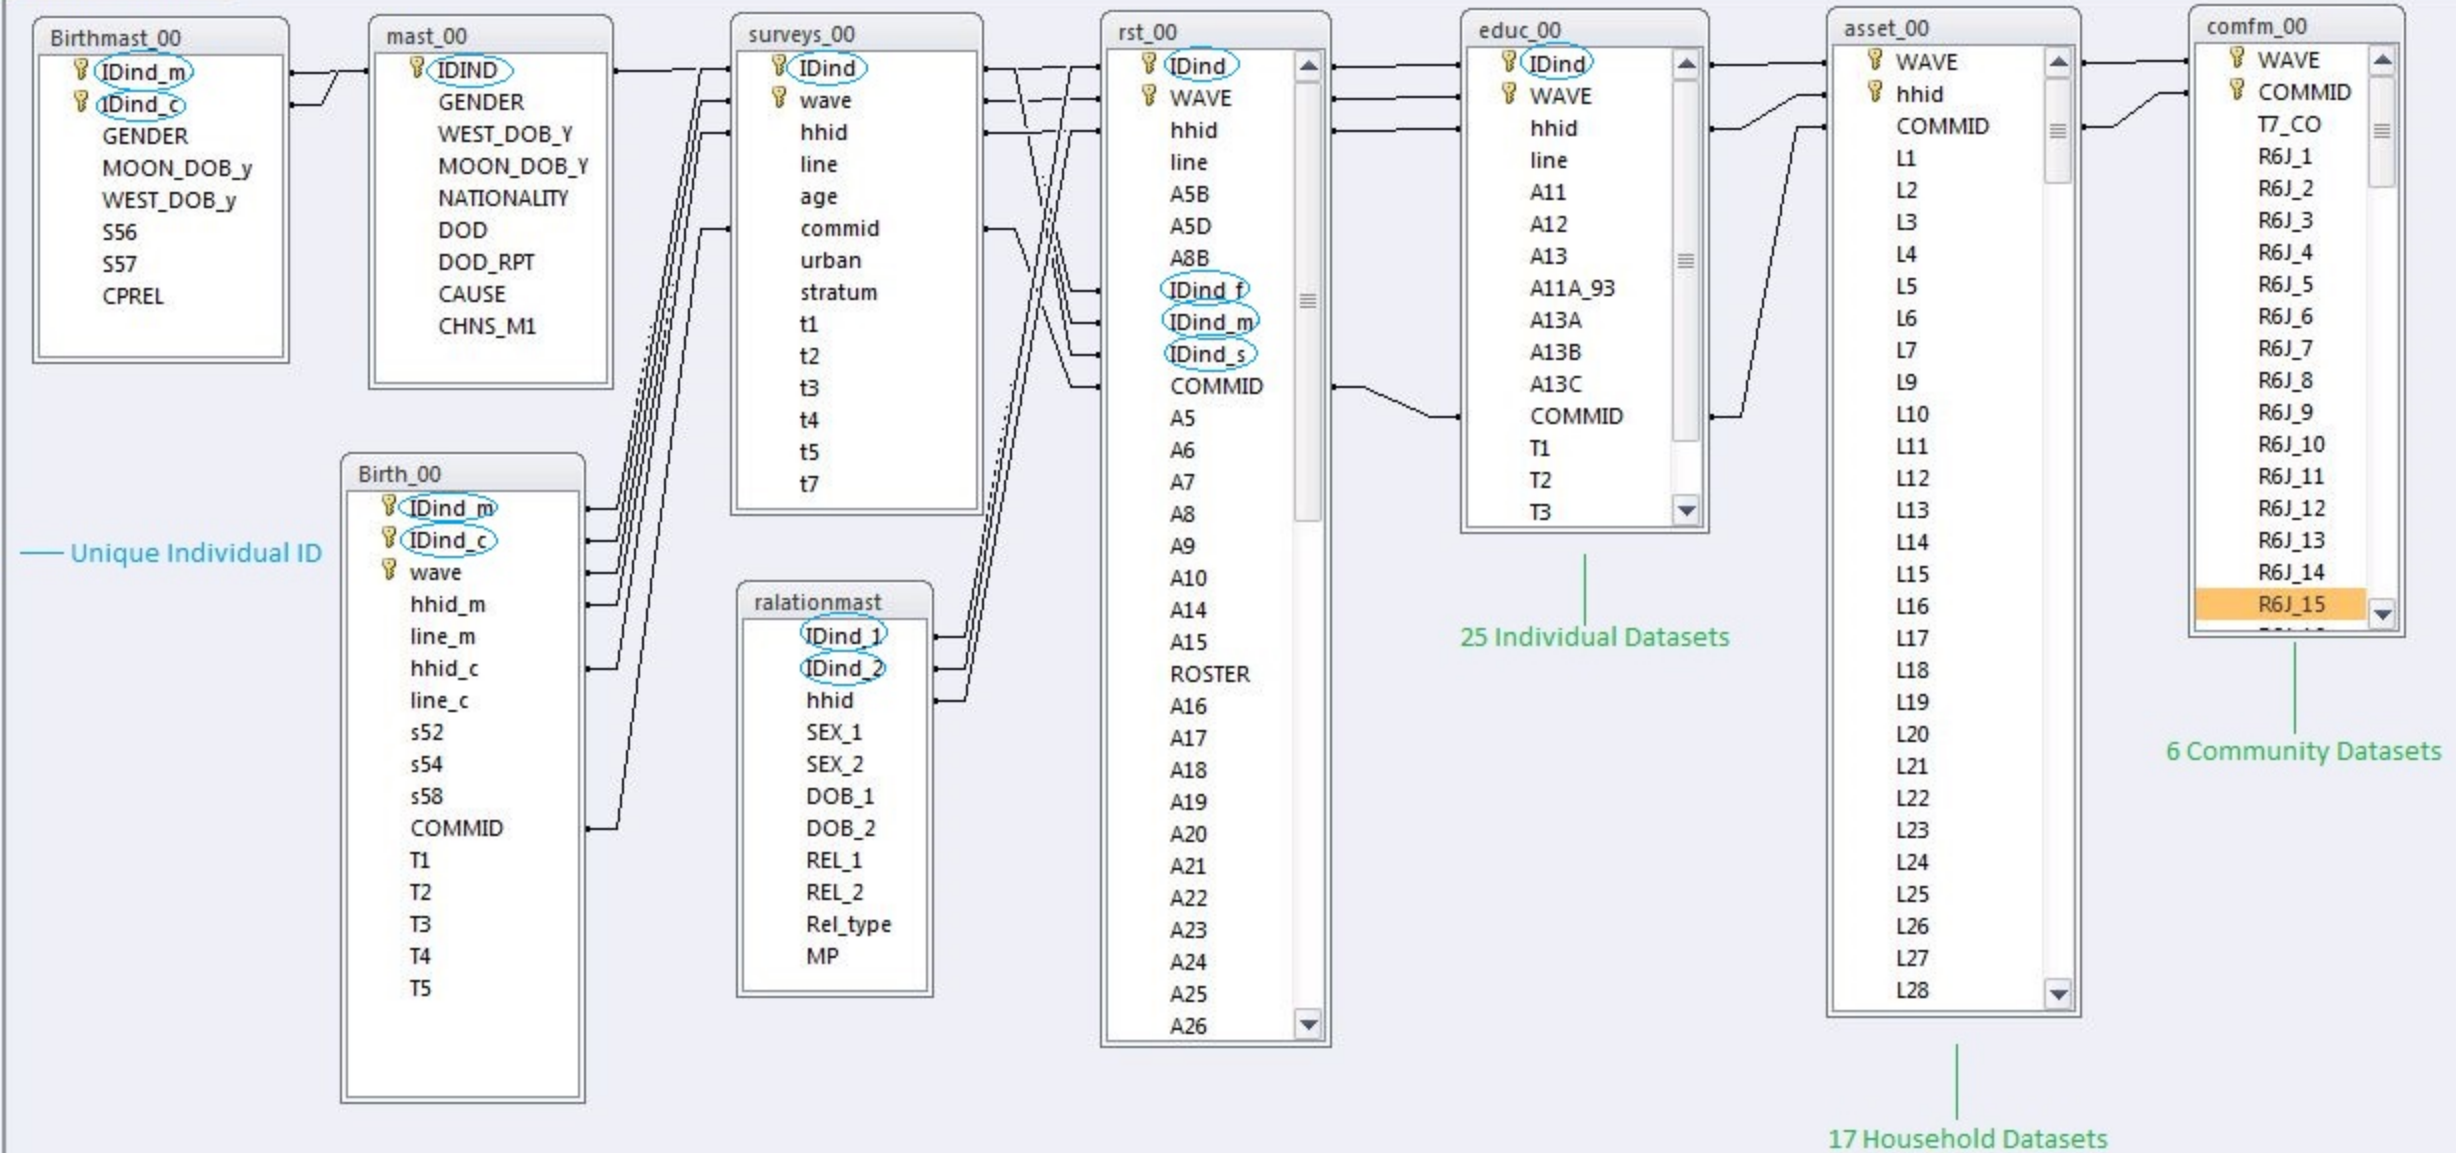 Birthmast_00
IDind_m
IDind_c
GENDER
MOON_DOB_y
WEST_DOB_y
S56
S57
CPREL
mast_00
IDIND
GENDER
WEST_DOB_Y
MOON_DOB_Y
NATIONALITY
DOD
DOD_RPT
CAUSE
CHNS_M1
surveys_00
IDind
wave
hhid
line
age
commid
urban
stratum
t1
t2
t3
t4
t5
t7
rst_00
IDind
WAVE
hhid
line
A5B
A5D
A8B
IDind_f
IDind_m
IDind_s
COMMID
A5
A6
A7
A8
A9
A10
A14
A15
ROSTER
A16
A17
A18
A19
A20
A21
A22
A23
A24
A25
A26
educ_00
IDind
WAVE
hhid
line
A11
A12
A13
A11A_93
A13A
A13B
A13C
COMMID
T1
T2
T3
25 Individual Datasets
asset_00
WAVE
hhid
COMMID
L1
L2
L3
L4
L5
L6
L7
L9
L10
L11
L12
L13
L14
L15
L16
L17
L18
L19
L20
L21
L22
L23
L24
L25
L26
L27
L28
17 Household Datasets
comfm_00
WAVE
COMMID
T7_CO
R6J_1
R6J_2
R6J_3
R6J_4
R6J_5
R6J_6
R6J_7
R6J_8
R6J_9
R6J_10
R6J_11
R6J_12
R6J_13
R6J_14
R6J_15
6 Community Datasets
Birth_00
IDind_m
IDind_c
wave
hhid_m
line_m
hhid_c
line_c
s52
s54
s58
COMMID
T1
T2
T3
T4
T5
Unique Individual ID
ralationmast
IDind_1
IDind_2
hhid
SEX_1
SEX_2
DOB_1
DOB_2
REL_1
REL_2
Rel_type
MP